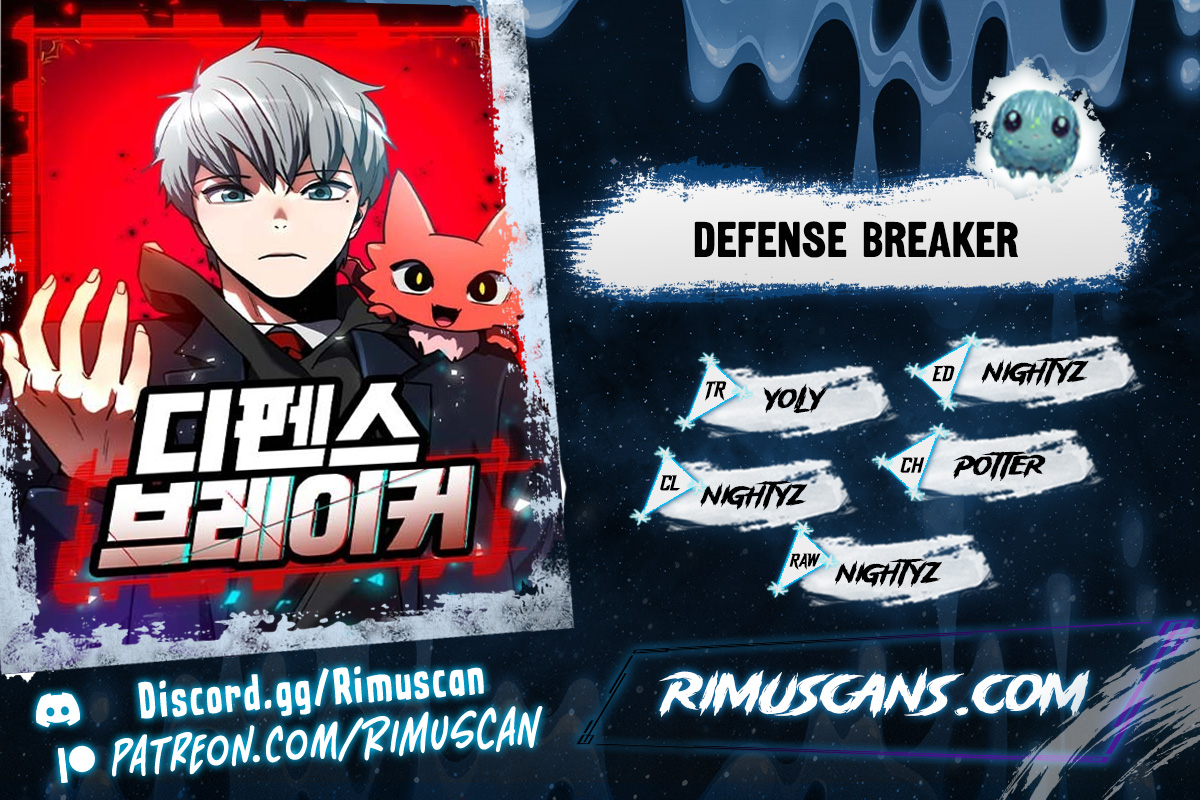 디펜스
브레이커
DEFENSE BREAKER
TR YOLY
ED NIGHTYZ
CL NIGHTYZ
CH POTTER
RAW NIGHTYZ
Discord.gg/Rimuscan
PATREON.COM/RIMUSCAN
RIMUSCANS.COM